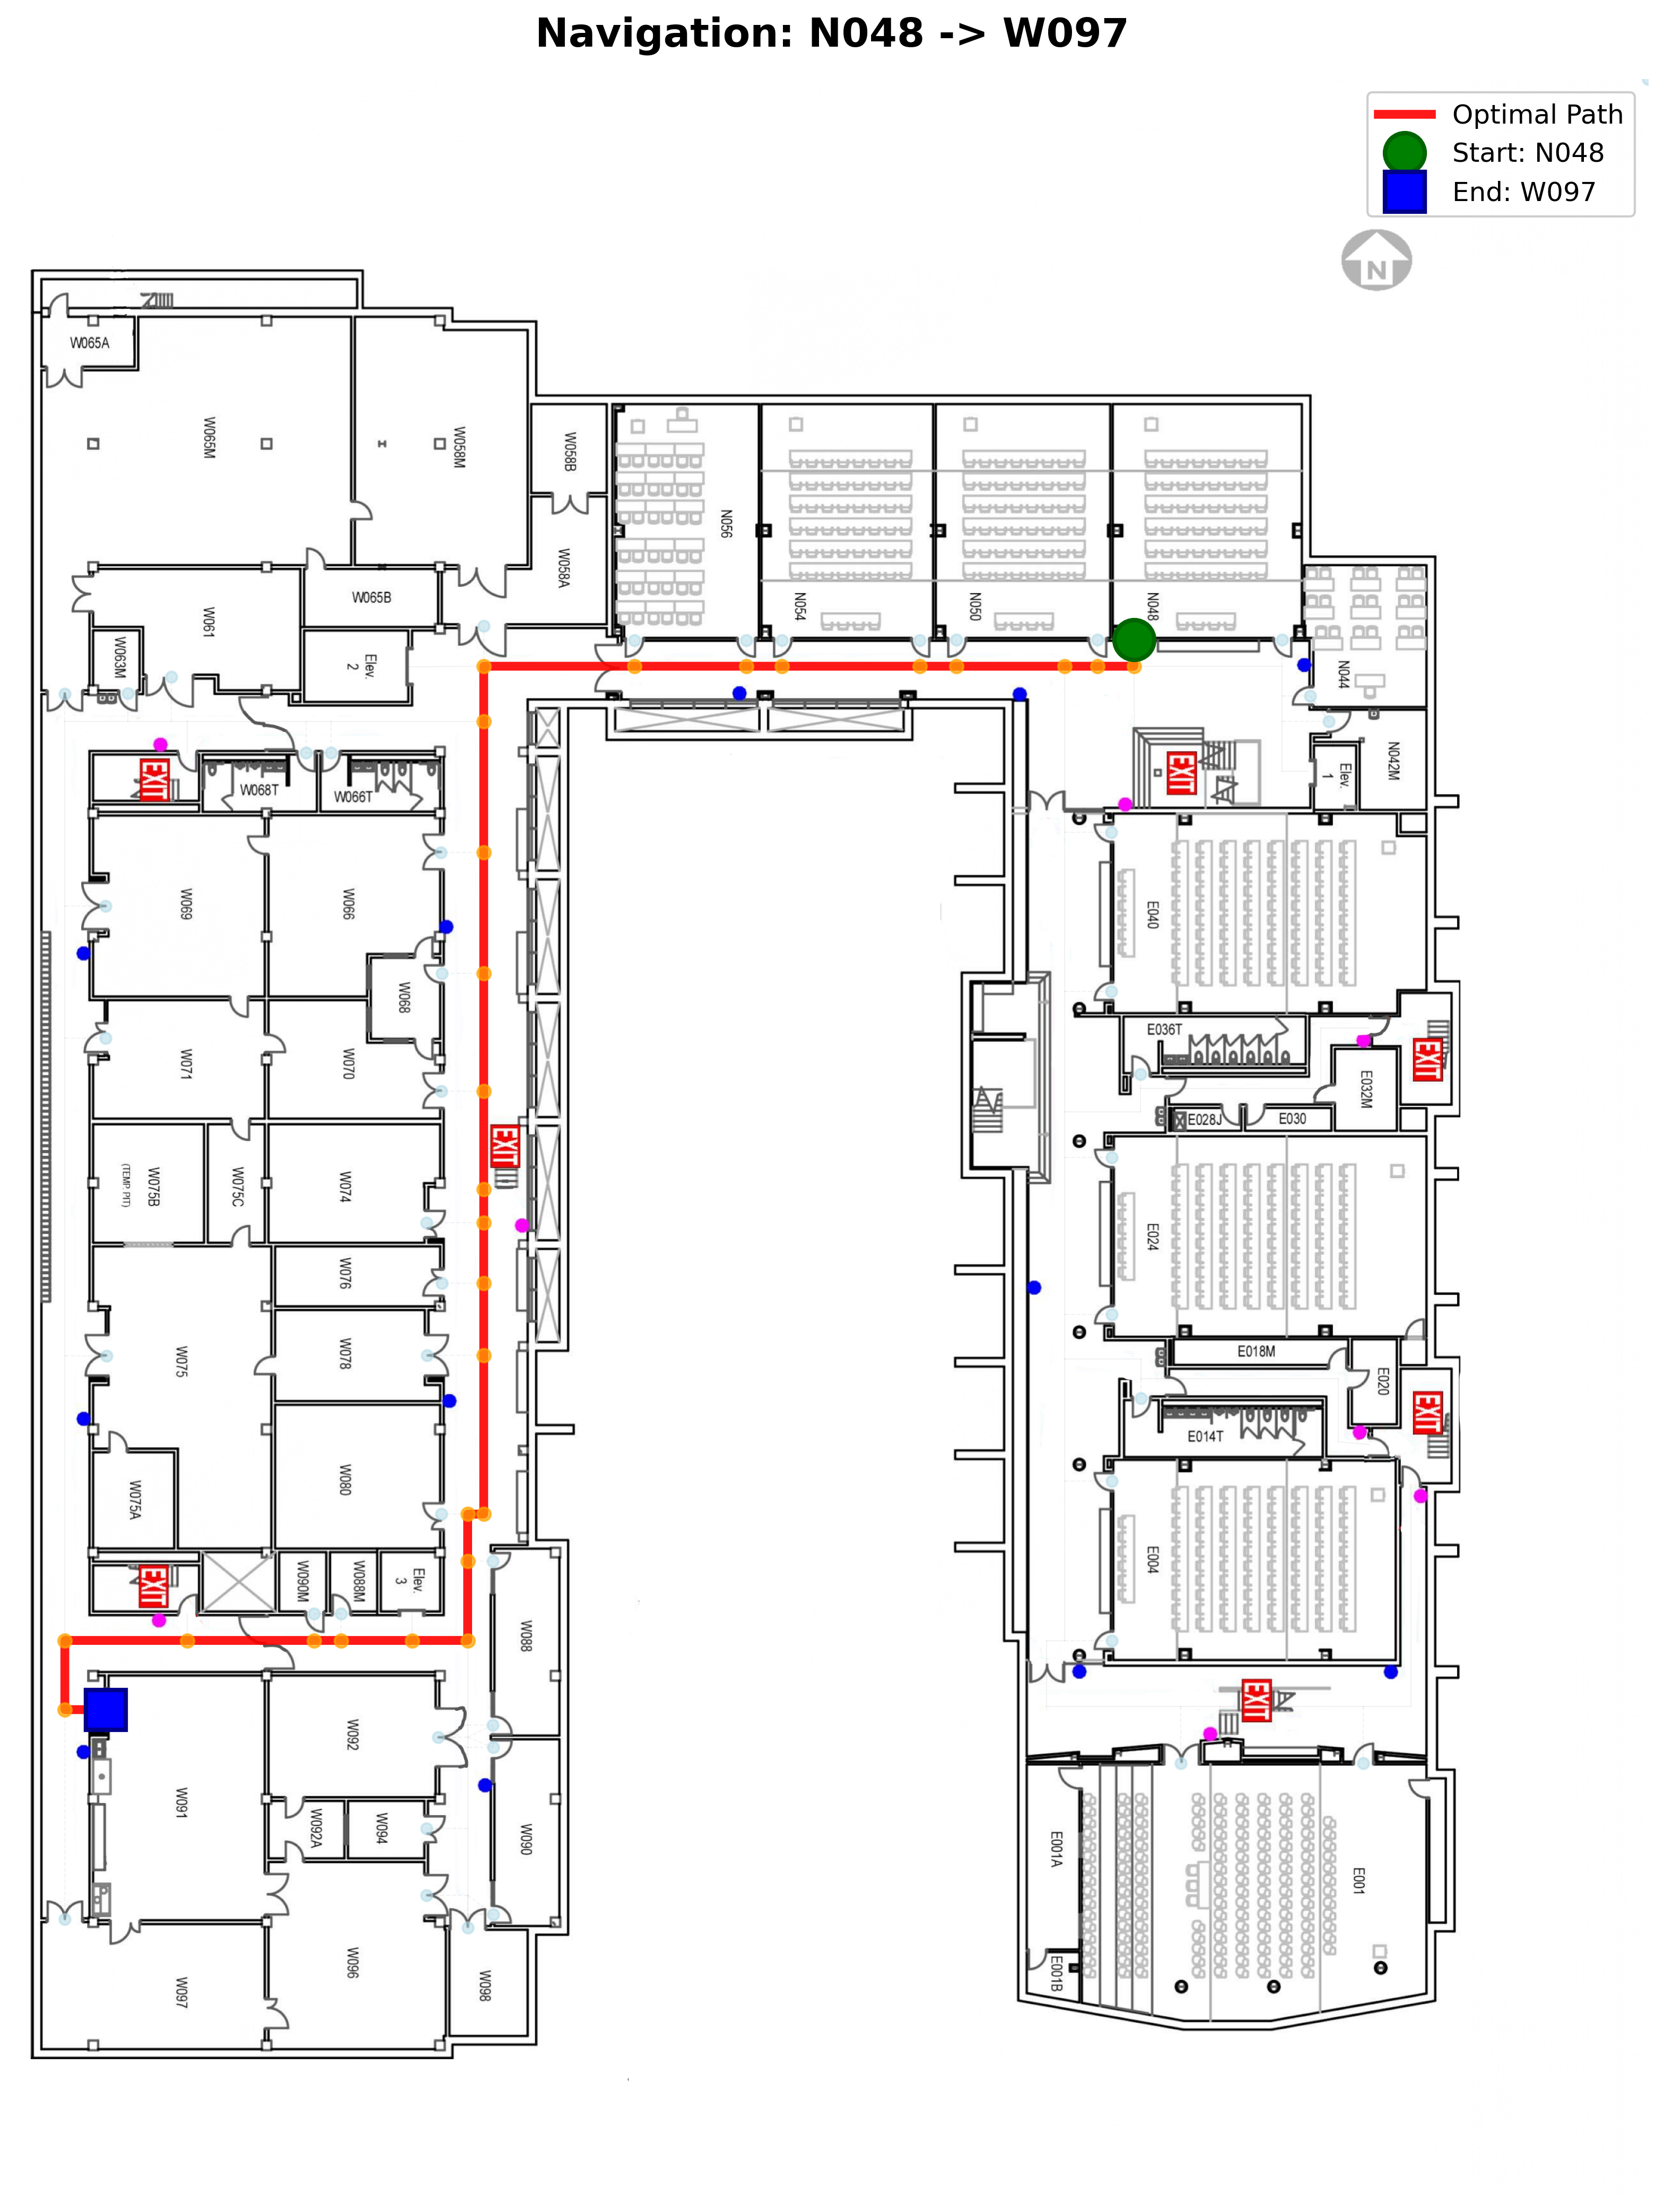 Navigation: N048 -> W097
Optimal Path
Start: N048
End: W097
N
W065A
W065M
W058M
W058B
W058A
N056
N054
N050
N048
N044
W065B
W061
W063M
Elev.
2
N042M
Elev.
1
EXIT
EXIT
W068T
W066T
W069
W066
E040
W068
W071
W070
E036T
E032M
EXIT
E028J
E030
EXIT
W075B
(TEMP. PIT)
W075C
W074
E024
W076
W075
W078
E018M
E020
EXIT
W075A
W080
E014T
E004
EXIT
W090M
W088M
Elev.
3
W088
EXIT
W092
W091
W092A
W094
W090
E001A
E001
W097
W096
W098
E001B